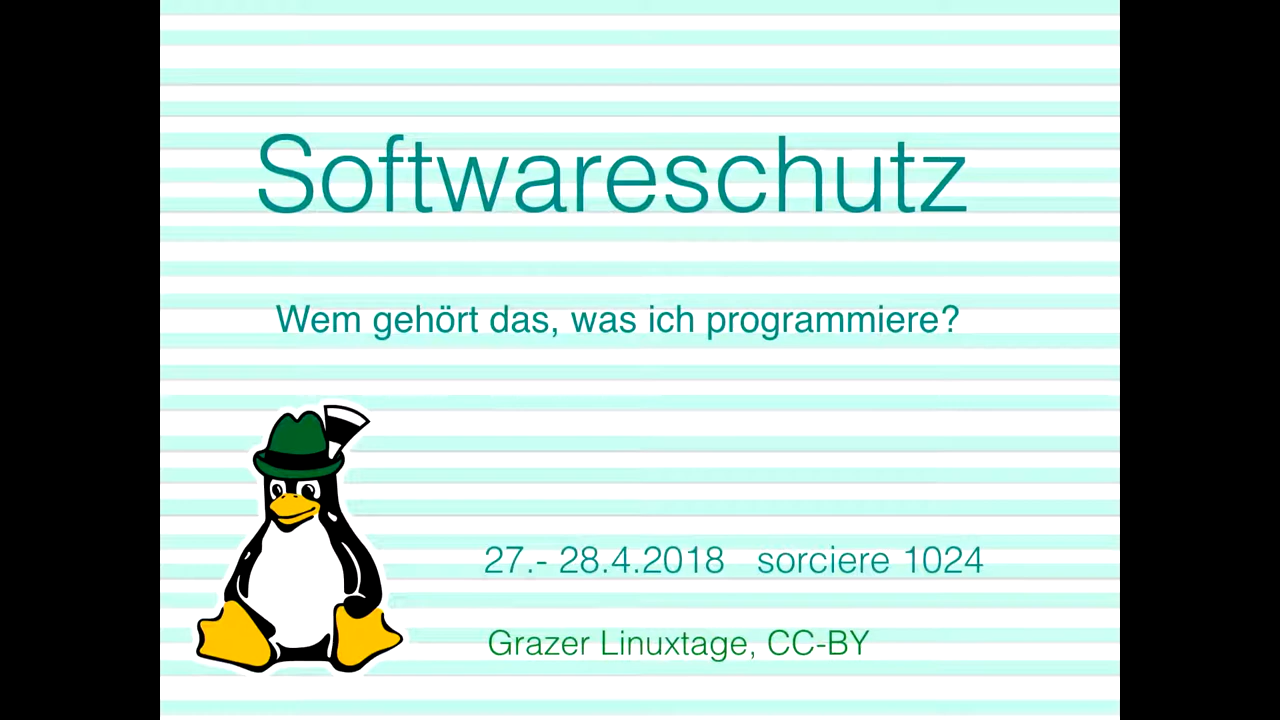 Softwareschutz
Wem gehört das, was ich programmiere?
27.- 28.4.2018 sorciere 1024
Grazer Linuxtage, CC-BY